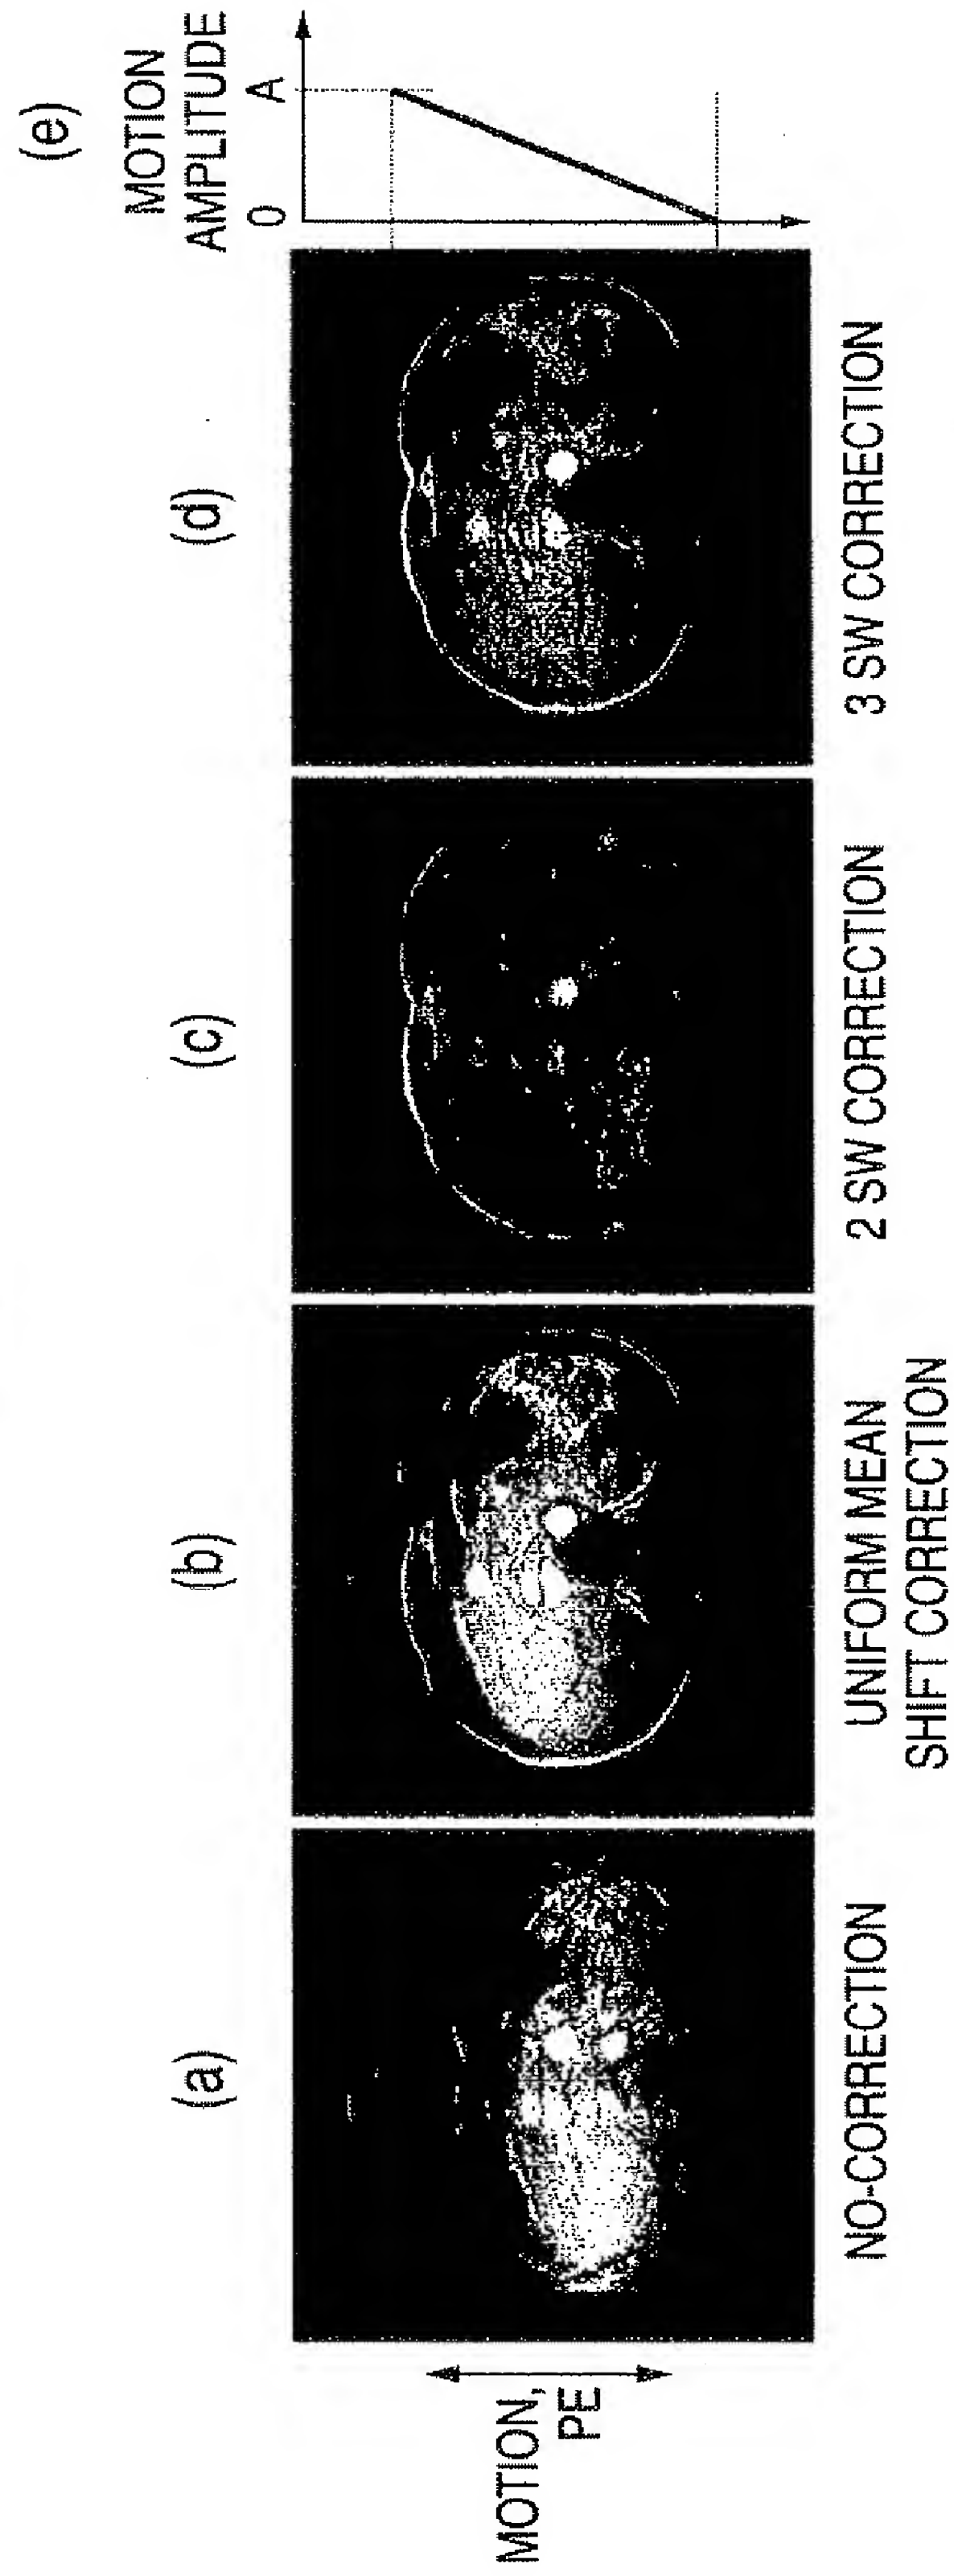 (a)
(b)
(c)
(d)
(e)
MOTION
AMPLITUDE
0
A
MOTION,
PE
NO-CORRECTION
UNIFORM MEAN
SHIFT CORRECTION
2 SW CORRECTION
3 SW CORRECTION